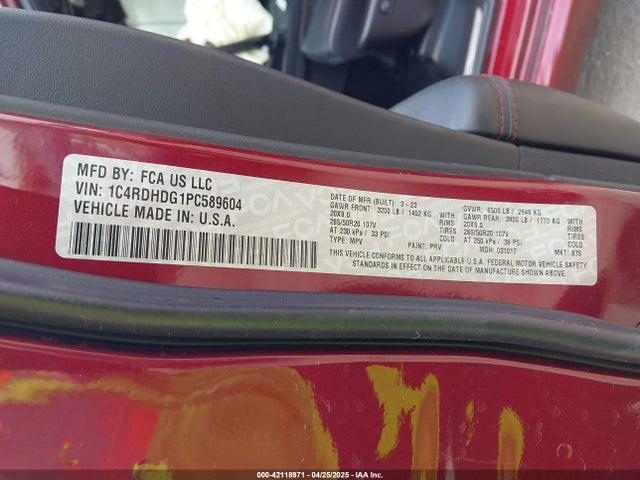 MFD BY: FCA US LLC
VIN: 1C4RDHDG1PC589604
VEHICLE MADE IN U.S.A.
DATE OF MFR (BUILT): 3-23
GAWR FRONT: 3200 LB / 1452 KG
20X8.0
265/50R20 107V
AT 230 kPa / 33 PSI
TYPE: MPV
GVWR: 6500 LB / 2949 KG
GAWR REAR: 3900 LB / 1770 KG
20X8.0 RIMS
265/50R20 107V TIRES
AT 250 kPa / 36 PSI
PAINT: PRV
MDH: 031017
MKT: 875
RIMS
TIRES
THIS VEHICLE CONFORMS TO ALL APPLICABLE U.S.A. FEDERAL MOTOR VEHICLE SAFETY
STANDARDS IN EFFECT ON THE DATE OF MANUFACTURE SHOWN ABOVE.
000-42118971 | 04/25/2025 - IAA Inc.